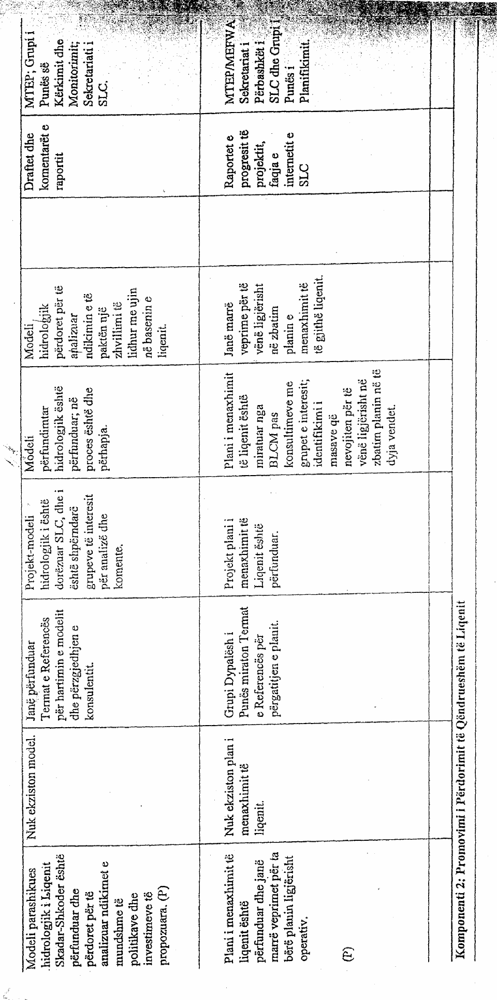 Modeli parashikues
hidrologjik i Liqenit
Skadar-Shkoder është
përfunduar dhe
përdoret për të
analizuar ndikimet e
mundshme të
politikave dhe
investimeve të
propozuara. (P)
Nuk ekziston model.
Janë përfunduar
Termat e Referencës
për hartimin e modelit
dhe përzgjedhjen e
konsulentit.
Projekt-modeli
hidrologjik i është
dorëzuar SLC, dhe i
është shpërndarë
grupeve të interesit
për analizë dhe
komente.
Modeli
përfundimtar
hidrologjik është
përfunduar; në
proces është dhe
përhapja.
Modeli
hidrologjik
përdoret për të
analizuar
ndikimin e të
paktën një
zhvillimi të
lidhur me ujin
në basenin e
liqenit.
Draftet dhe
komentarët e
raportit
MTEP; Grupi i
Punës së
Kërkimit dhe
Monitorimit;
Sekretariati i
SLC.
Plani i menaxhimit të
liqenit është
përfunduar dhe janë
marrë veprimet për ta
bërë planin ligjërisht
operativ.
(P)
Nuk ekziston plan i
menaxhimit të
liqenit.
Grupi Dypalësh i
Punës miraton Termat
e Referencës për
përgatitjen e planit.
Projekt plani i
menaxhimit të
Liqenit është
përfunduar.
Plani i menaxhimit
të liqenit është
miratuar nga
BLCM pas
konsultimeve me
grupet e interesit;
identifikimi i
masave që
nevojiten për të
vënë ligjërisht në
zbatim planin në të
dyja vendet.
Janë marrë
veprime për të
vënë ligjërisht
në zbatim
planin e
menaxhimit të
të gjithë liqenit.
Raportet e
progresit të
projektit,
faqja e
internetit e
SLC
MTEP/MEFWA
Sekretariat i
Përbashkët i
SLC dhe Grupi i
Punës i
Planifikimit.
Komponenti 2: Pronovimi i Përdorimit të Qëndrueshëm të Liqenit